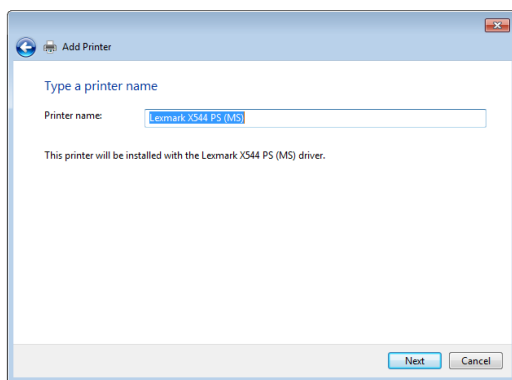 Add Printer
Type a printer name
Printer name: Lexmark X544 PS (MS)
This printer will be installed with the Lexmark X544 PS (MS) driver.
Next Cancel